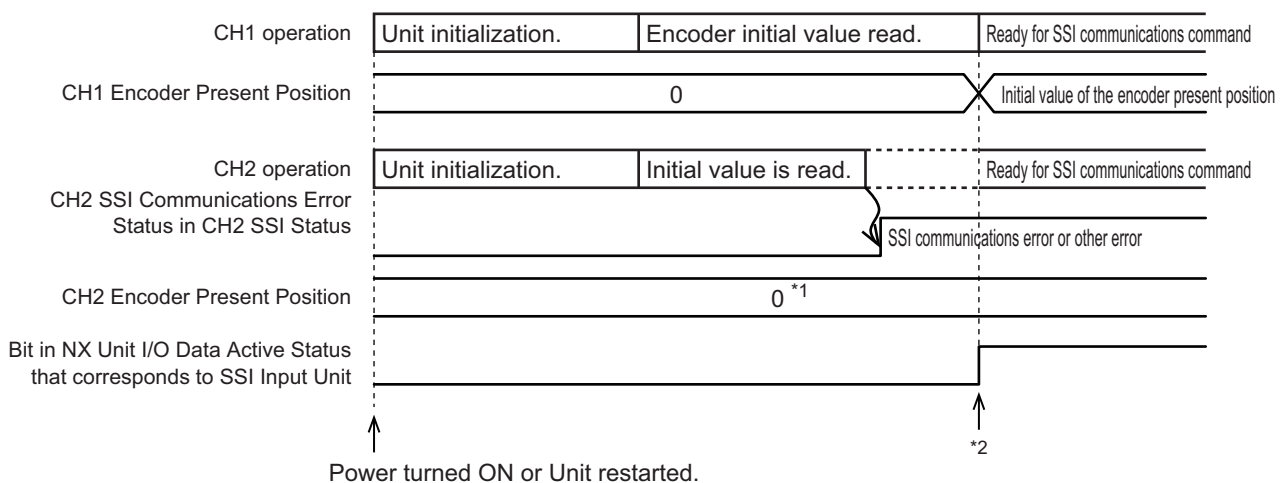 CH1 operation
Unit initialization.
Encoder initial value read.
Ready for SSI communications command
CH1 Encoder Present Position
0
Initial value of the encoder present position
CH2 operation
Unit initialization.
Initial value is read.
Ready for SSI communications command
CH2 SSI Communications Error
Status in CH2 SSI Status
SSI communications error or other error
CH2 Encoder Present Position
0 *1
Bit in NX Unit I/O Data Active Status
that corresponds to SSI Input Unit
*2
Power turned ON or Unit restarted.